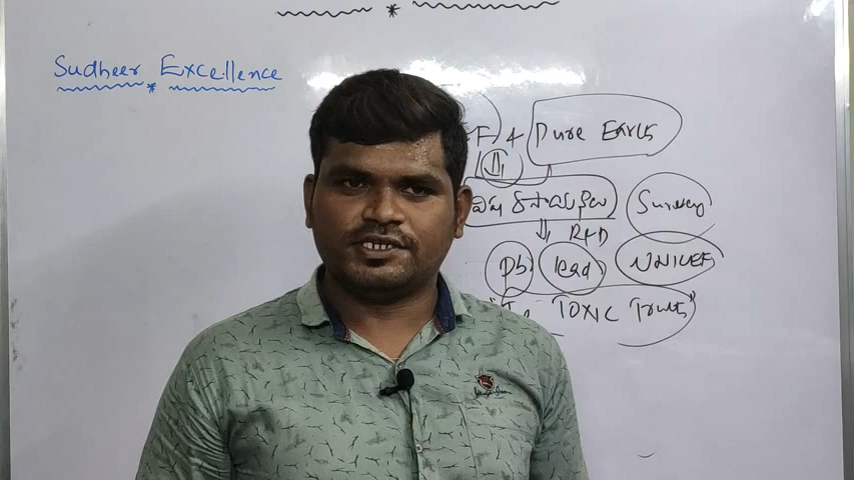 Sudheer Excellence
F) + Pure Earth
Survey
R&D
Pb lead UNICEF
TOXIC Truth"